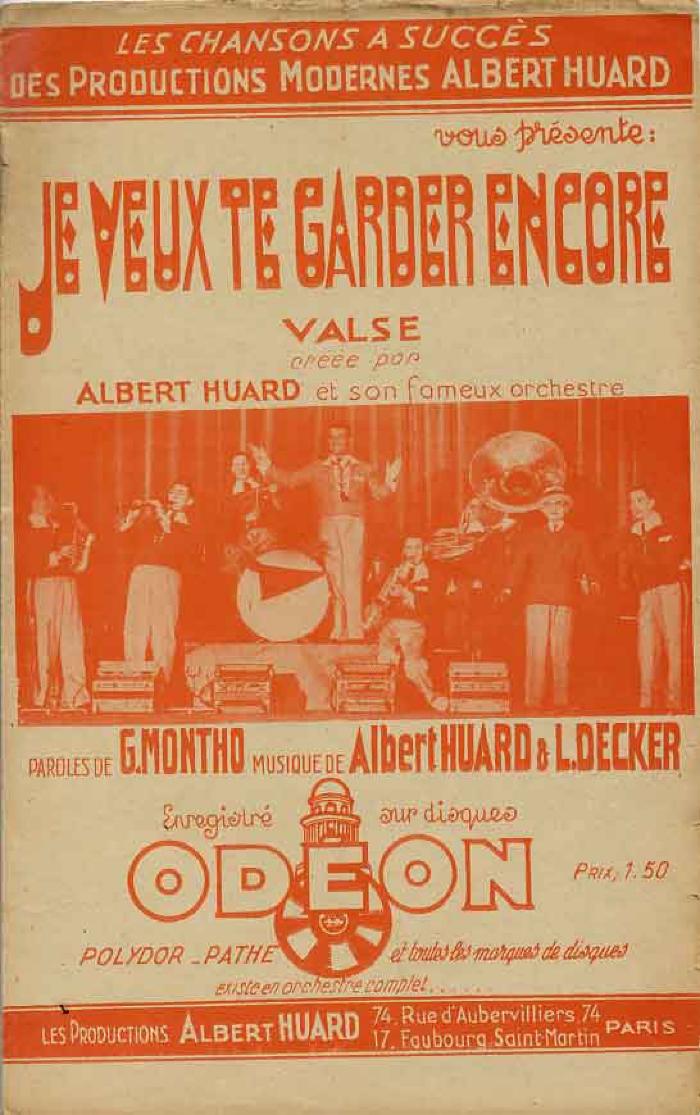 LES CHANSONS A SUCCÈS
DES PRODUCTIONS MODERNES ALBERT HUARD
vous présente:
JE VEUX TE GARDER ENCORE
VALSE
créée par
ALBERT HUARD et son fameux orchestre
PAROLES DE G. MONTHO MUSIQUE DE Albert HUARD & L. DECKER
Enregistré sur disques
ODEON
PRIX, 1.50
POLYDOR - PATHE et toutes les marques de disques
existe en orchestre complet......
LES PRODUCTIONS ALBERT HUARD 74, Rue d'Aubervilliers, 74 PARIS
17, Faubourg Saint-Martin